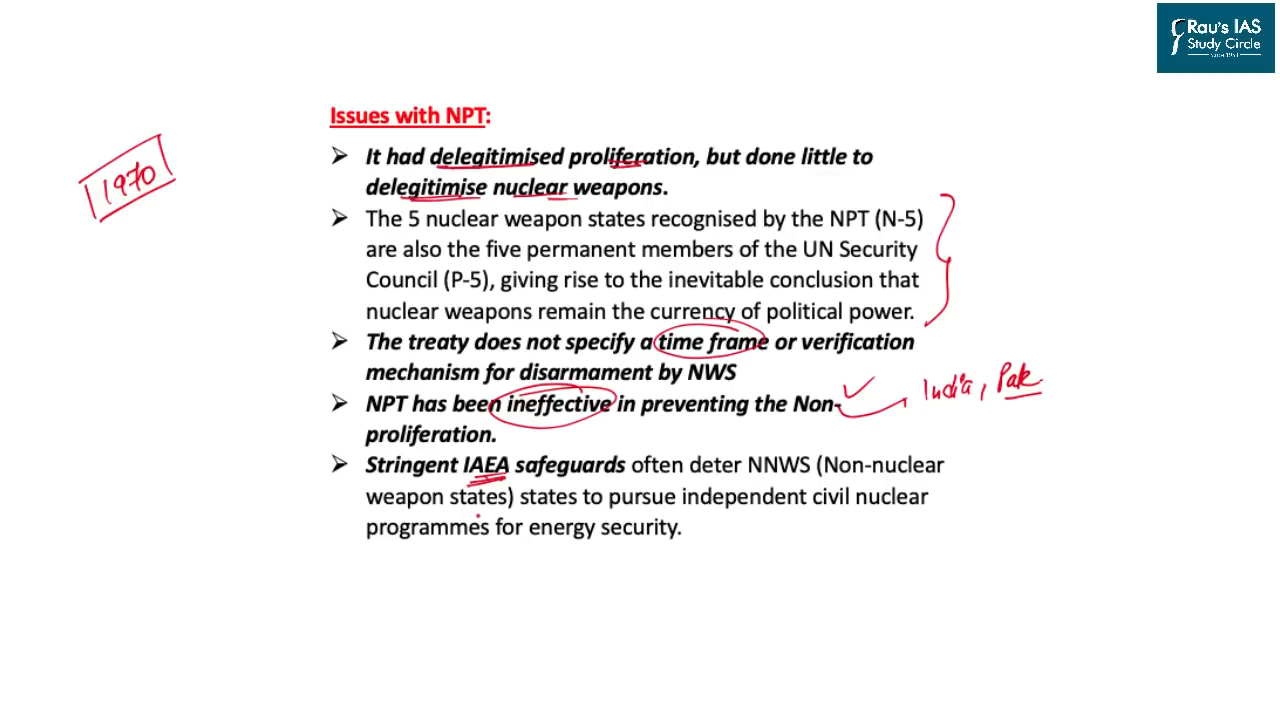 Rau's IAS
Study Circle
since 1953
Issues with NPT:
➤ It had delegitimised proliferation, but done little to
delegitimise nuclear weapons.
1970
➤ The 5 nuclear weapon states recognised by the NPT (N-5)
are also the five permanent members of the UN Security
Council (P-5), giving rise to the inevitable conclusion that
nuclear weapons remain the currency of political power.
➤ The treaty does not specify a time frame or verification
mechanism for disarmament by NWS
➤ NPT has been ineffective in preventing the Non-
proliferation.
India, Pak
➤ Stringent IAEA safeguards often deter NNWS (Non-nuclear
weapon states) states to pursue independent civil nuclear
programmes for energy security.